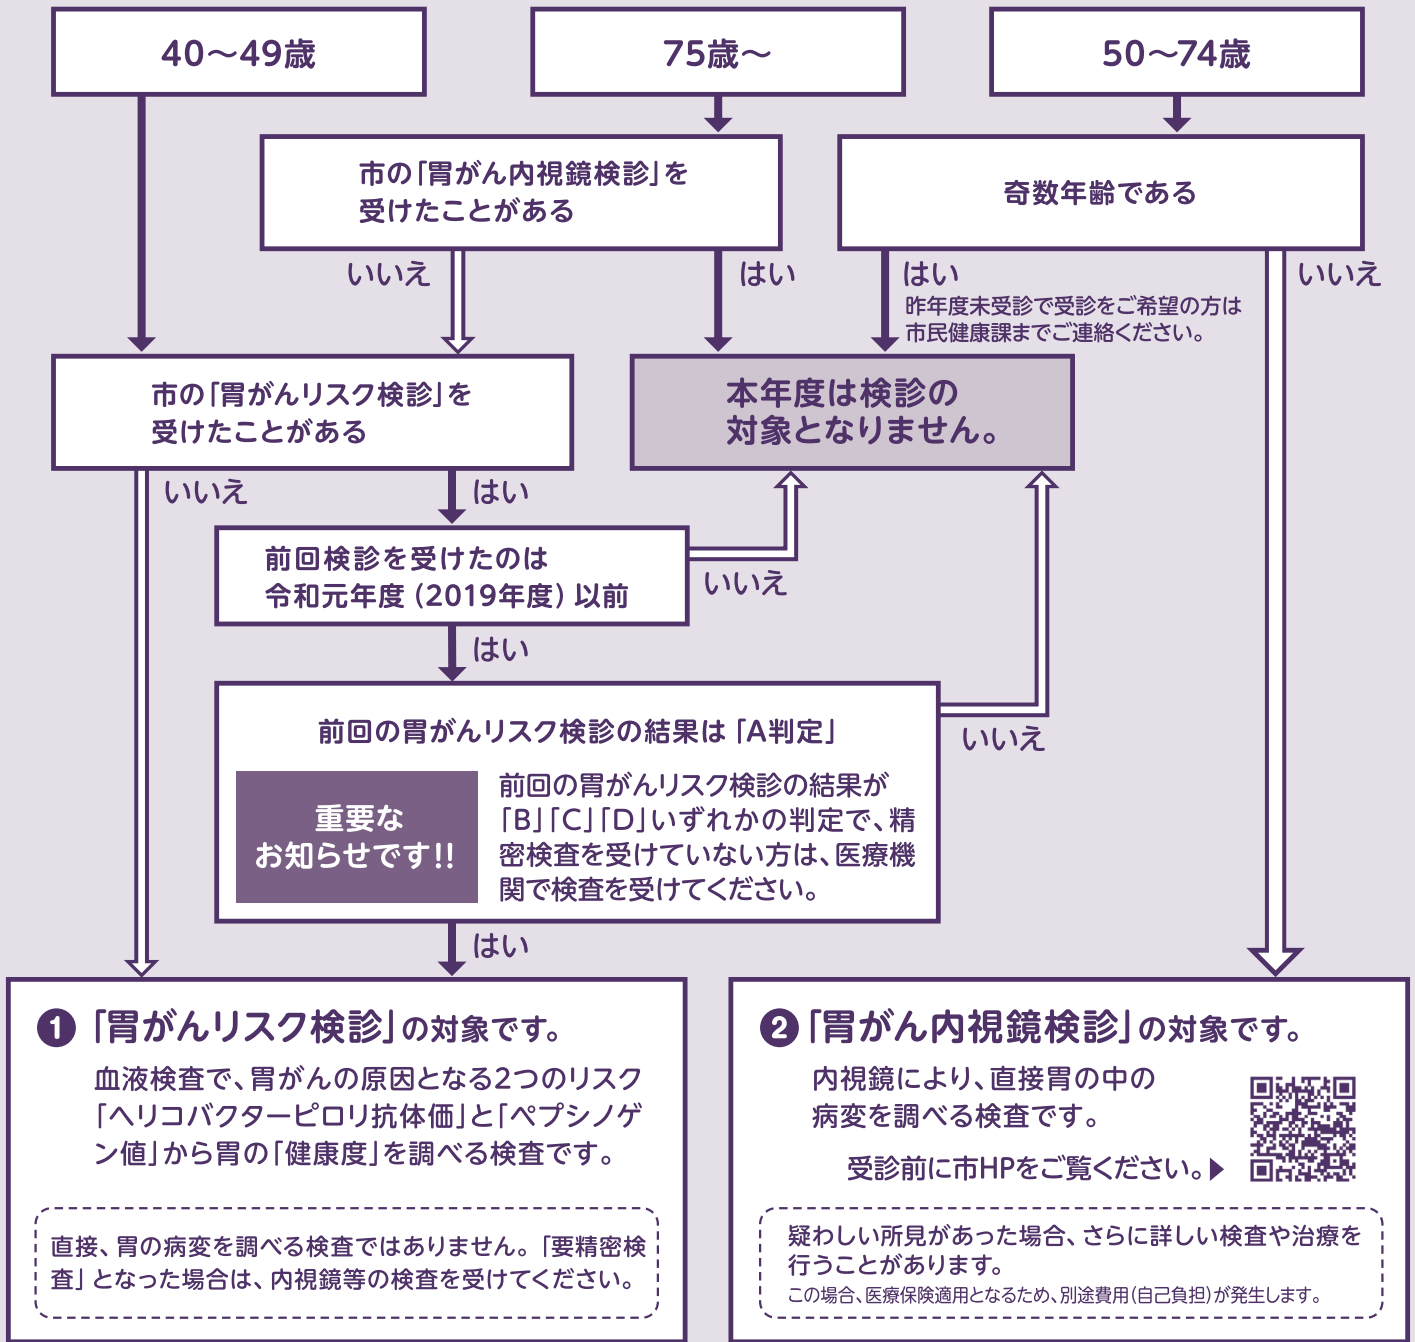 40～49歳
75歳～
50～74歳
市の「胃がん内視鏡検診」を
受けたことがある
奇数年齢である
いいえ
はい
はい
いいえ
昨年度未受診で受診をご希望の方は
市民健康課までご連絡ください。
市の「胃がんリスク検診」を
受けたことがある
本年度は検診の
対象となりません。
いいえ
はい
前回検診を受けたのは
令和元年度（2019年度）以前
いいえ
はい
前回の胃がんリスク検診の結果は「A判定」
いいえ
重要な
お知らせです!!
前回の胃がんリスク検診の結果が
「B」「C」「D」いずれかの判定で、精
密検査を受けていない方は、医療機
関で検査を受けてください。
はい
❶「胃がんリスク検診」の対象です。
血液検査で、胃がんの原因となる2つのリスク
「ヘリコバクターピロリ抗体価」と「ペプシノゲ
ン値」から胃の「健康度」を調べる検査です。
直接、胃の病変を調べる検査ではありません。「要精密検
査」となった場合は、内視鏡等の検査を受けてください。
❷「胃がん内視鏡検診」の対象です。
内視鏡により、直接胃の中の
病変を調べる検査です。
受診前に市HPをご覧ください。▶
疑わしい所見があった場合、さらに詳しい検査や治療を
行うことがあります。
この場合、医療保険適用となるため、別途費用（自己負担）が発生します。